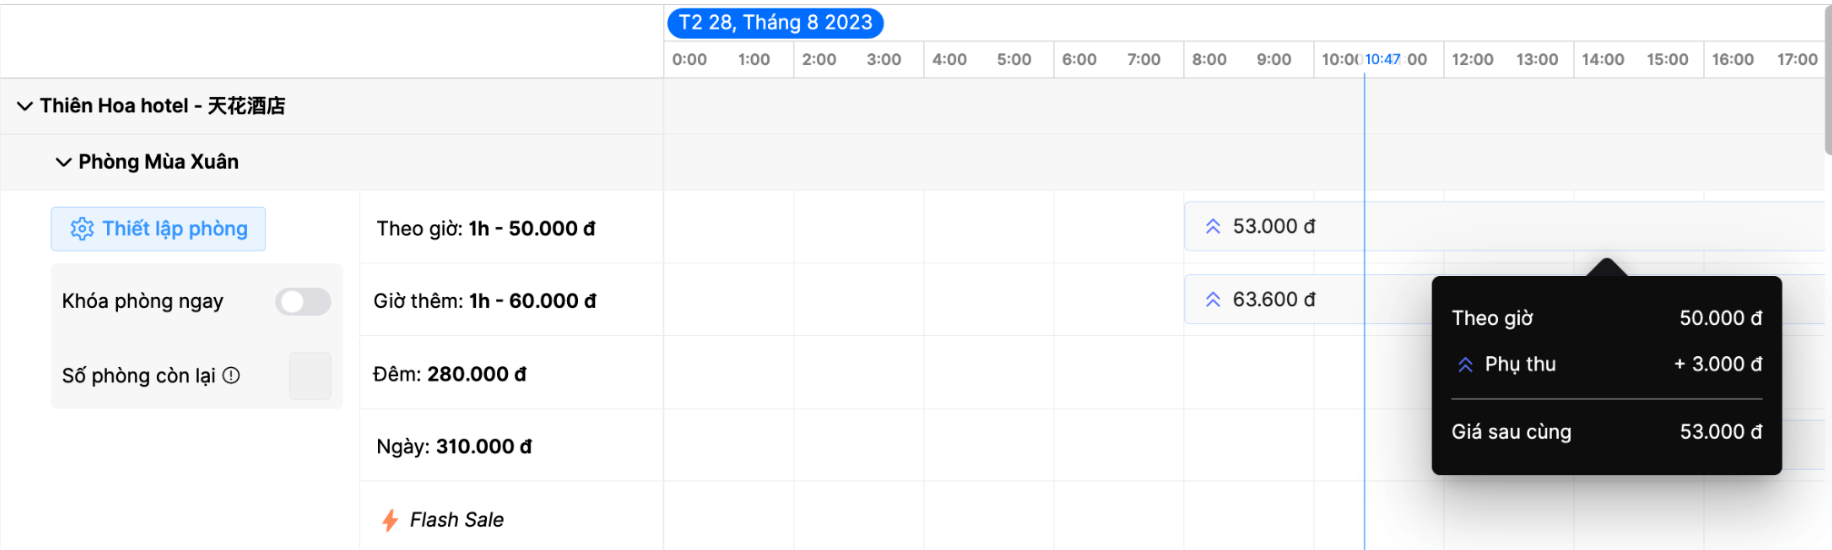 T2 28, Tháng 8 2023
0:00 1:00 2:00 3:00 4:00 5:00 6:00 7:00 8:00 9:00 10:00 10:47 :00 12:00 13:00 14:00 15:00 16:00 17:00
Thiên Hoa hotel - 天花酒店
Phòng Mùa Xuân
Thiết lập phòng
Theo giờ: 1h - 50.000 đ
53.000 đ
Khóa phòng ngay
Giờ thêm: 1h - 60.000 đ
63.600 đ
Số phòng còn lại
Đêm: 280.000 đ
Ngày: 310.000 đ
Flash Sale
Theo giờ 50.000 đ
Phụ thu + 3.000 đ
Giá sau cùng 53.000 đ